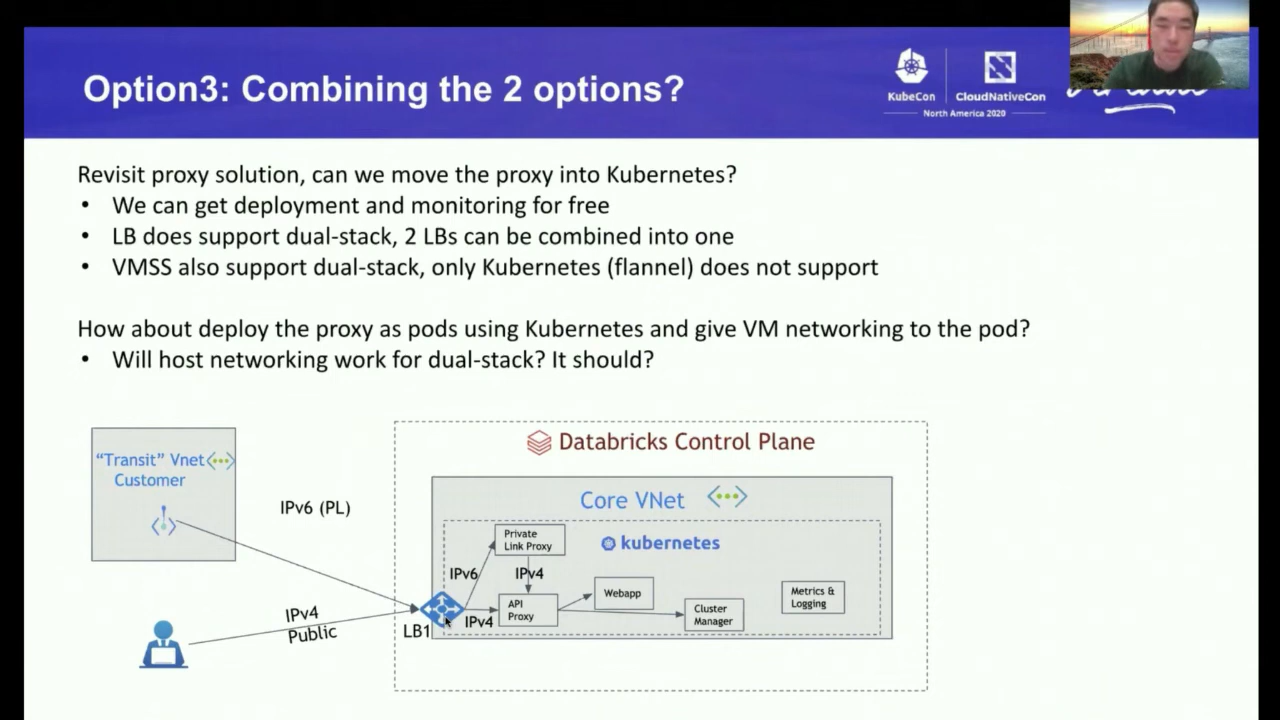 Option3: Combining the 2 options?
KubeCon
CloudNativeCon
North America 2020
Revisit proxy solution, can we move the proxy into Kubernetes?
• We can get deployment and monitoring for free
• LB does support dual-stack, 2 LBs can be combined into one
• VMSS also support dual-stack, only Kubernetes (flannel) does not support
How about deploy the proxy as pods using Kubernetes and give VM networking to the pod?
• Will host networking work for dual-stack? It should?
"Transit" Vnet
Customer
IPv6 (PL)
IPv4
Public
Databricks Control Plane
Core VNet
kubernetes
Private
Link Proxy
IPv6
IPv4
API
Proxy
IPv4
LB1
Webapp
Cluster
Manager
Metrics &
Logging